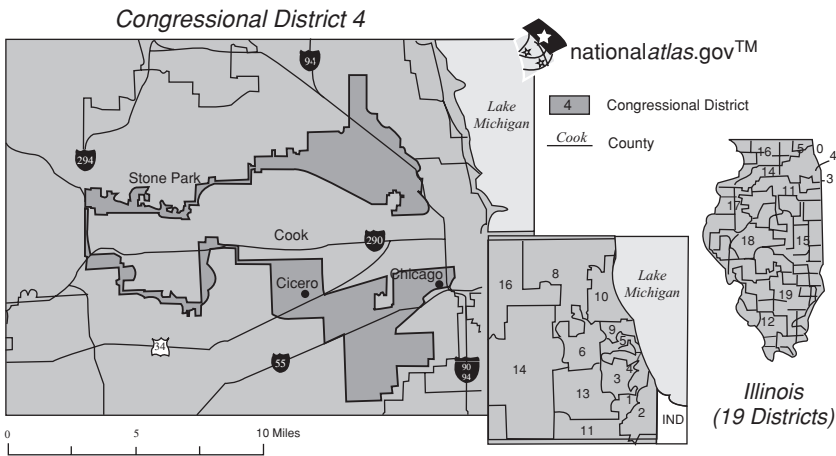 Congressional District 4
nationalatlas.gov™
94
Lake
Michigan
4 Congressional District
Cook County
294
Stone Park
Cook
290
Cicero
Chicago
34
55
90
94
0 5 10 Miles
16
8
Lake
Michigan
10
9
5
6
14
4
3
13
1
2
11
IND
16
5
0
4
14
3
11
17
18
15
19
12
Illinois
(19 Districts)